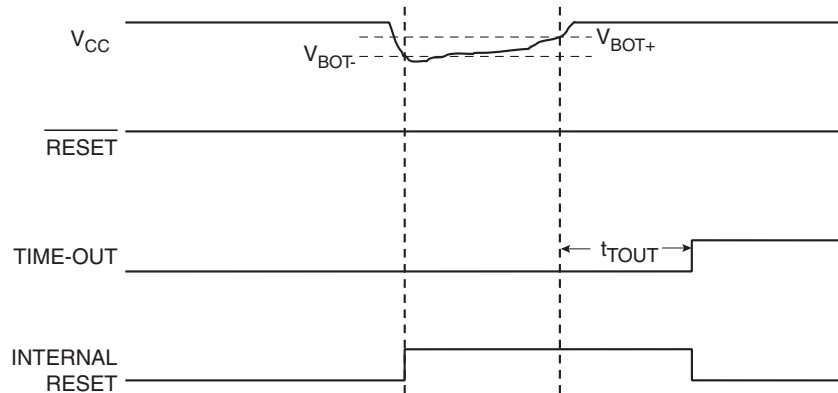 VCC
VBOT-
VBOT+
RESET
TIME-OUT
tTOUT
INTERNAL
RESET